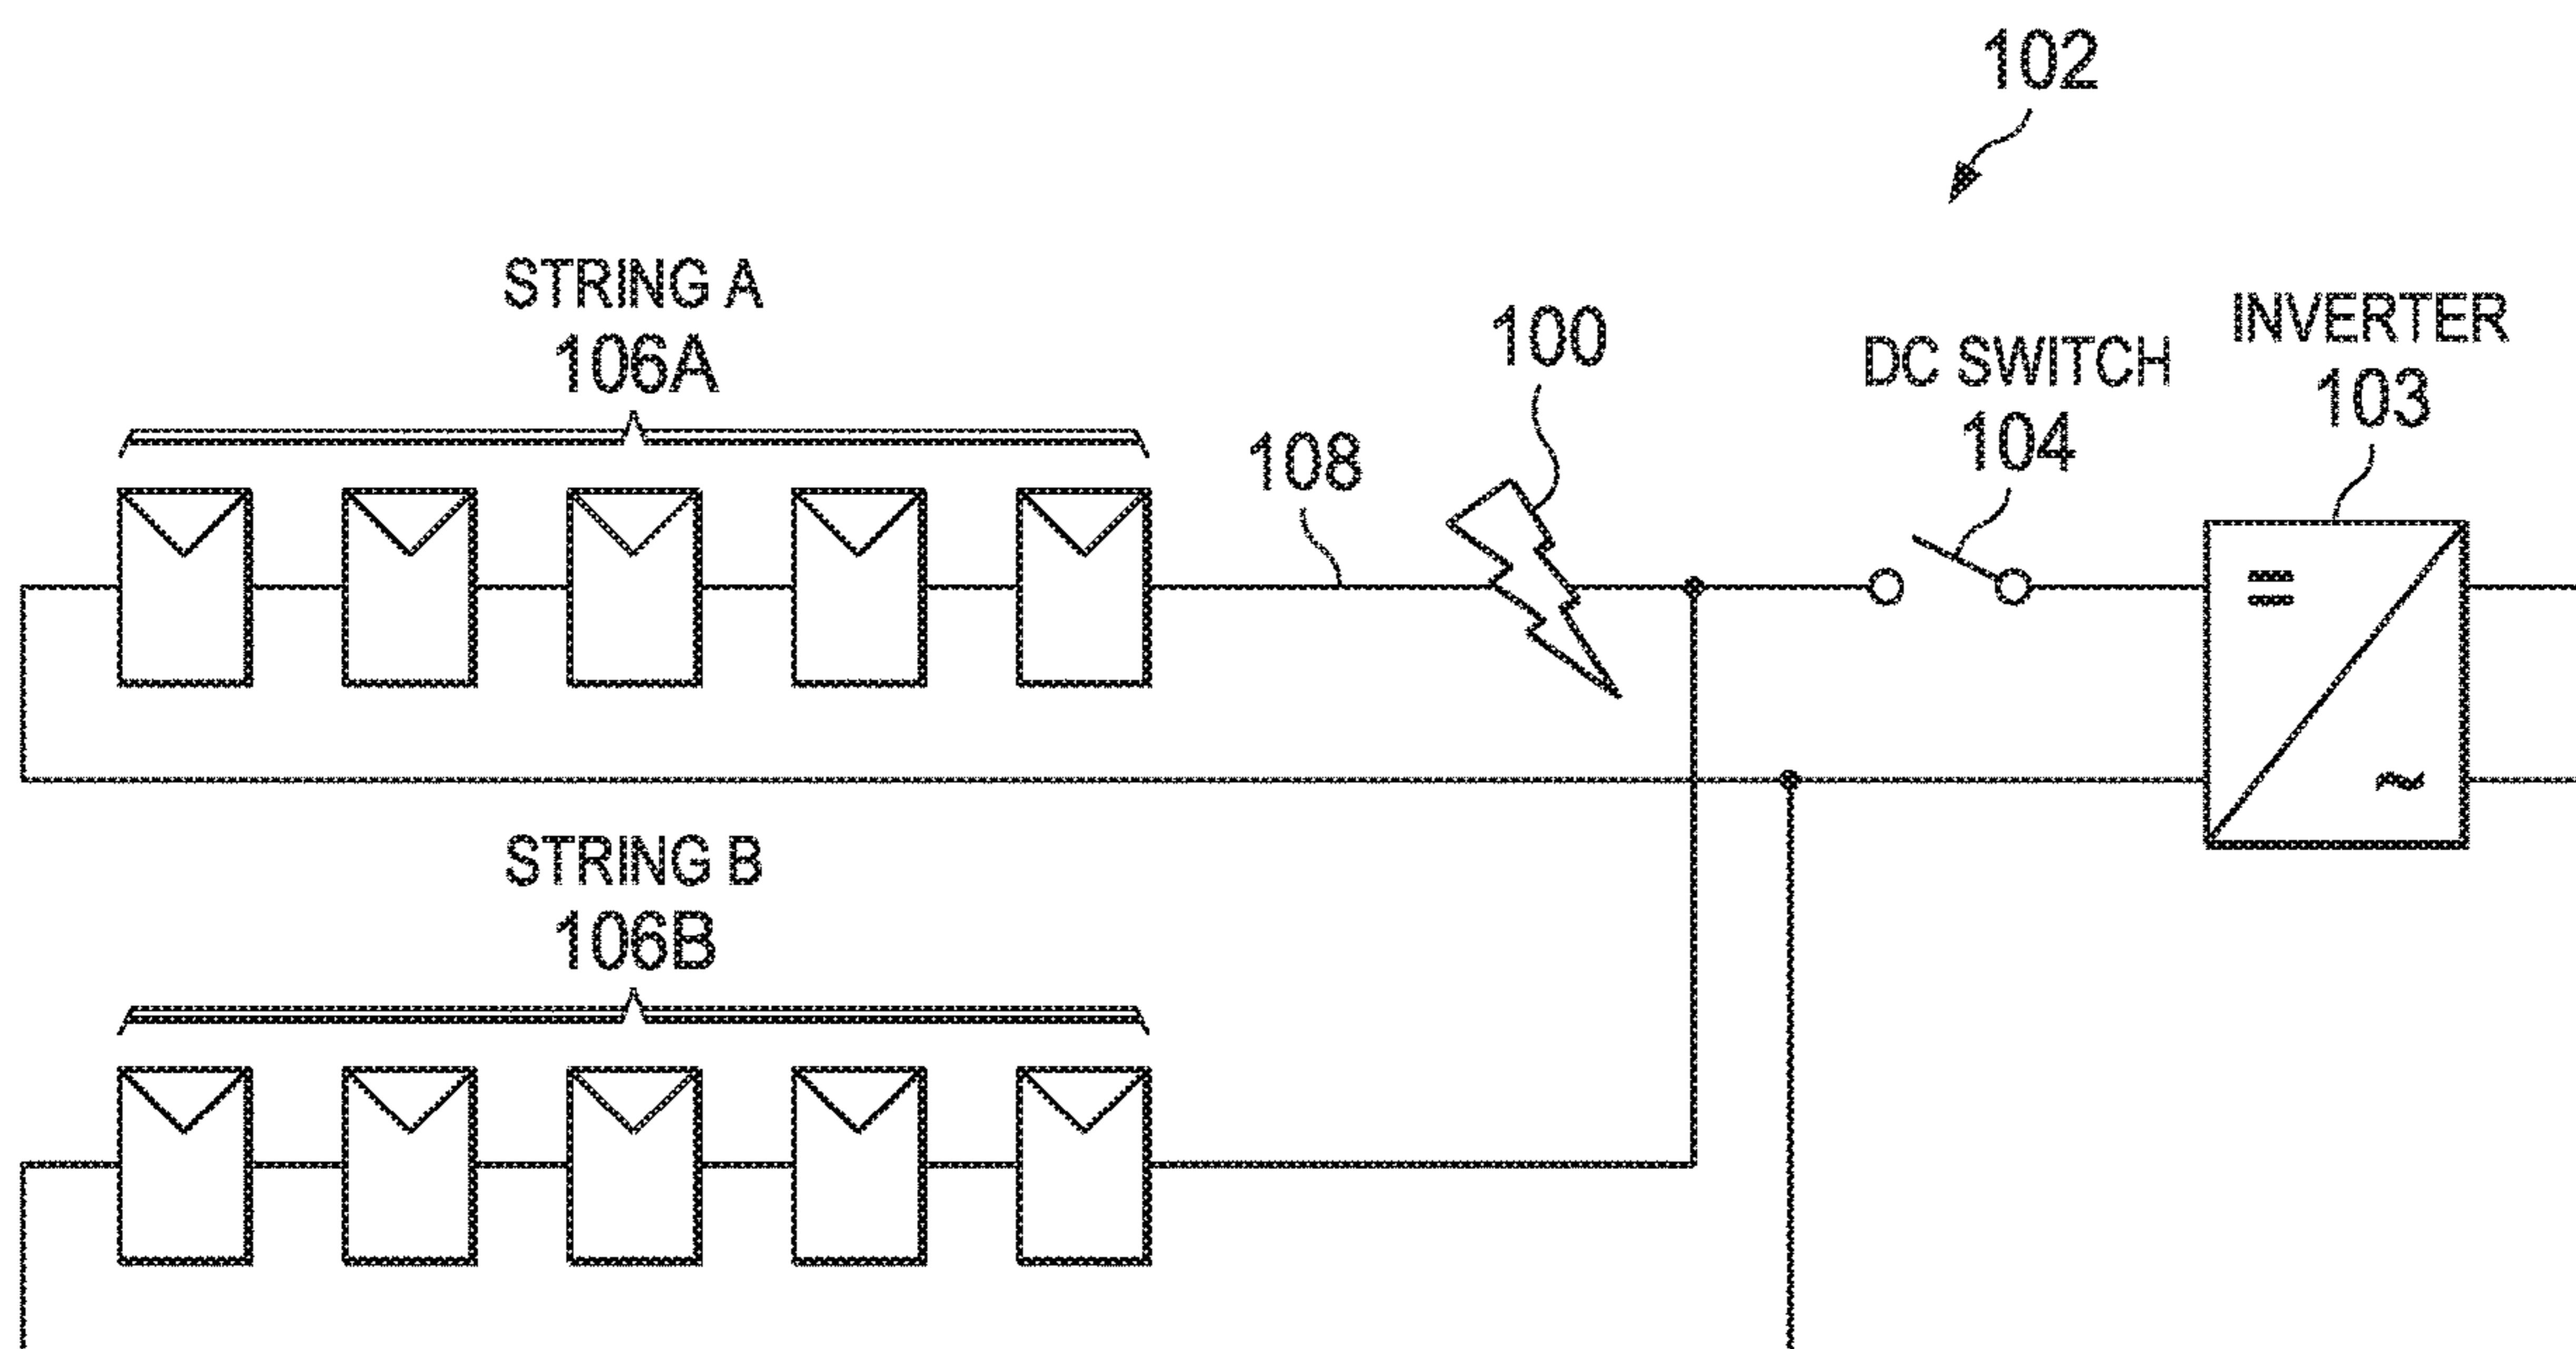 102
STRING A
106A
100
108
DC SWITCH
104
INVERTER
103
=
~
STRING B
106B